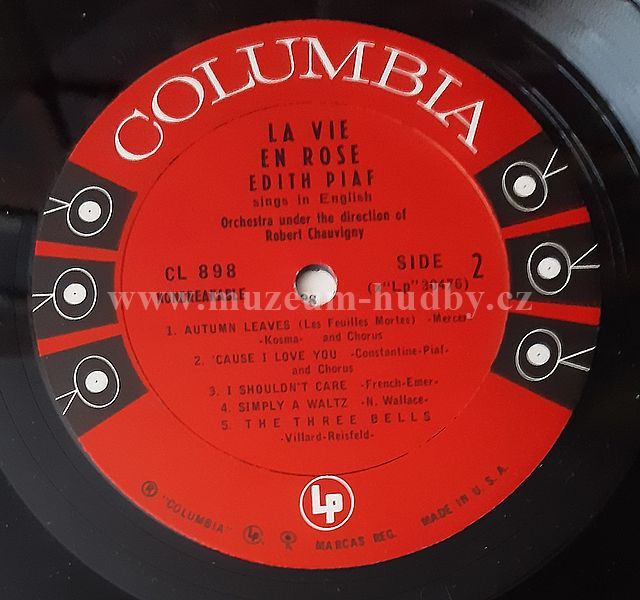 COLUMBIA
LA VIE
EN ROSE
EDITH PIAF
sings in English
Orchestra under the direction of
Robert Chauvigny
CL 898
SIDE 2
NONBREAKABLE
("Lp" 30476)
www.muzeum-hudby.cz
1. AUTUMN LEAVES (Les Feuilles Mortes) -Mercer
-Kosma- and Chorus
2. 'CAUSE I LOVE YOU -Constantine-Piaf-
and Chorus
3. I SHOULDN'T CARE -French-Emer-
4. SIMPLY A WALTZ -N. Wallace-
5. THE THREE BELLS
-Villard-Reisfeld-
Lp
® "COLUMBIA" Lp MARCAS REG. MADE IN U.S.A.